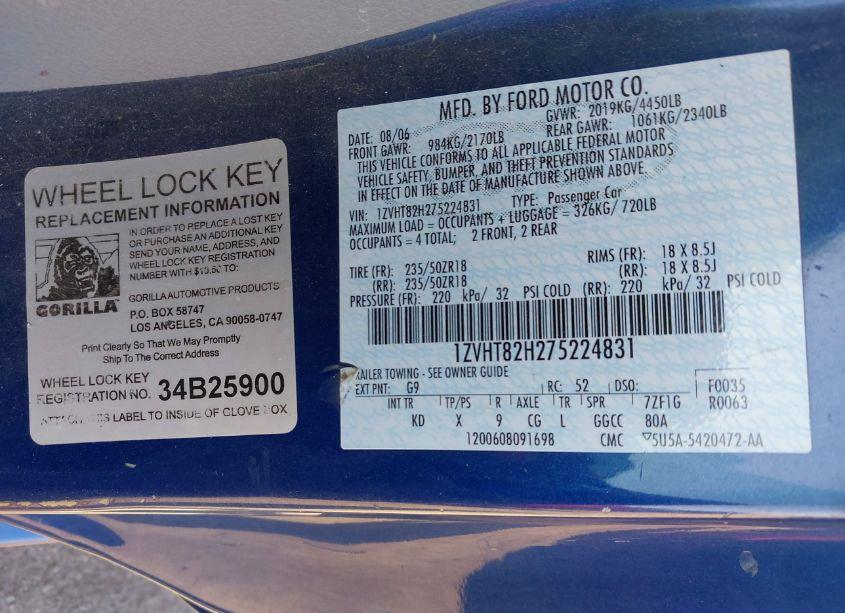 WHEEL LOCK KEY
REPLACEMENT INFORMATION
IN ORDER TO REPLACE A LOST KEY
OR PURCHASE AN ADDITIONAL KEY
SEND YOUR NAME, ADDRESS, AND
WHEEL LOCK KEY REGISTRATION
NUMBER WITH $19.50 TO:
GORILLA
GORILLA AUTOMOTIVE PRODUCTS
P.O. BOX 58747
LOS ANGELES, CA 90058-0747
Print Clearly So That We May Promptly
Ship To The Correct Address
WHEEL LOCK KEY
REGISTRATION NO. 34B25900
ATTACH THIS LABEL TO INSIDE OF GLOVE BOX
MFD. BY FORD MOTOR CO.
DATE: 08/06 GVWR: 2019KG/4450LB
FRONT GAWR: 984KG/2170LB REAR GAWR: 1061KG/2340LB
THIS VEHICLE CONFORMS TO ALL APPLICABLE FEDERAL MOTOR
VEHICLE SAFETY, BUMPER, AND THEFT PREVENTION STANDARDS
IN EFFECT ON THE DATE OF MANUFACTURE SHOWN ABOVE.
VIN: 1ZVHT82H275224831 TYPE: Passenger Car
MAXIMUM LOAD = OCCUPANTS + LUGGAGE = 326KG/ 720LB
OCCUPANTS = 4 TOTAL; 2 FRONT, 2 REAR
TIRE (FR): 235/50ZR18 RIMS (FR): 18 X 8.5J
(RR): 235/50ZR18 (RR): 18 X 8.5J
PRESSURE (FR): 220 kPa/ 32 PSI COLD (RR): 220 kPa/ 32 PSI COLD
1ZVHT82H275224831
RAILER TOWING - SEE OWNER GUIDE
EXT PNT: G9 RC: 52 DSO: F0035
INT TR TP/PS R AXLE TR SPR 7ZF1G R0063
KD X 9 CG L GGCC 80A
1200608091698 CMC 5U5A-5420472-AA